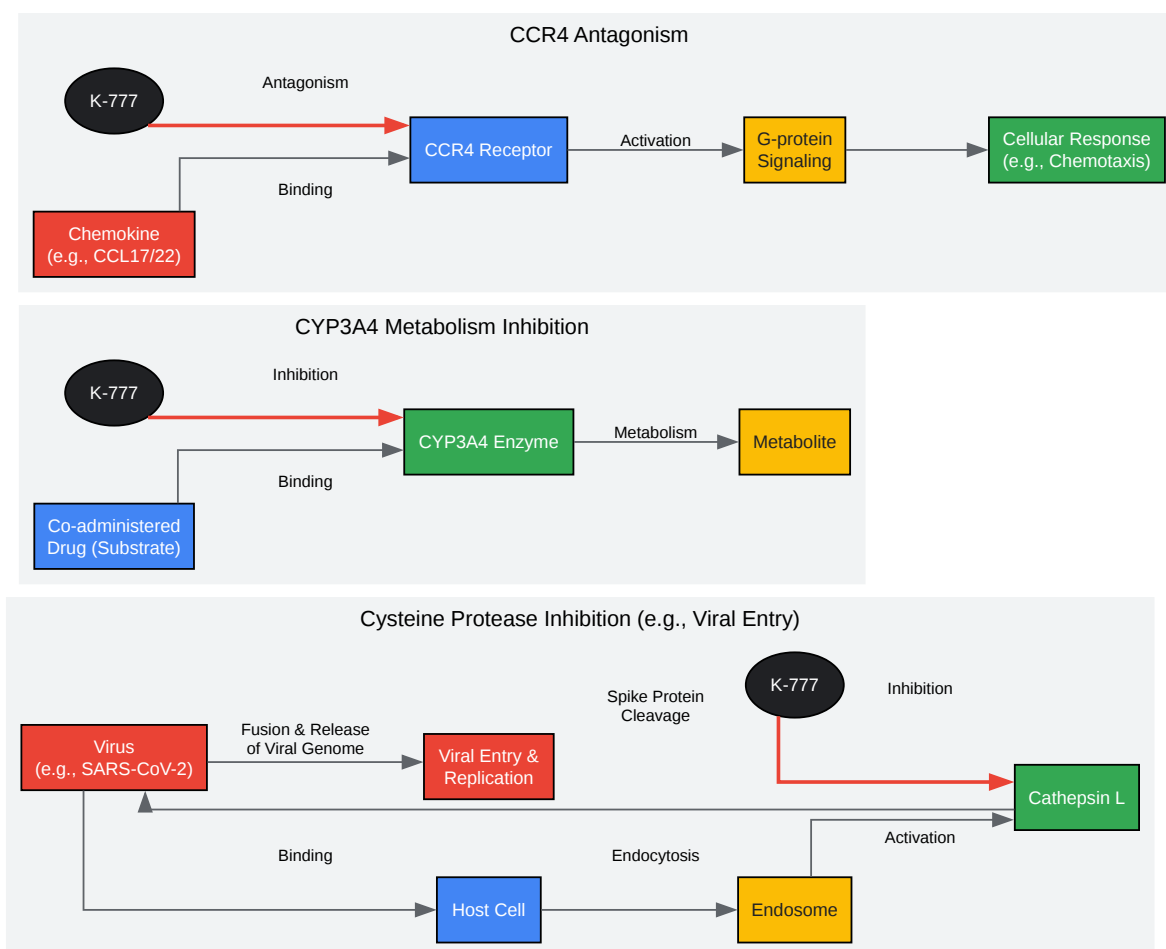 CCR4 Antagonism
K-777
Antagonism
CCR4 Receptor
Activation
G-protein
Signaling
Cellular Response
(e.g., Chemotaxis)
Binding
Chemokine
(e.g., CCL17/22)
CYP3A4 Metabolism Inhibition
K-777
Inhibition
CYP3A4 Enzyme
Metabolism
Metabolite
Binding
Co-administered
Drug (Substrate)
Cysteine Protease Inhibition (e.g., Viral Entry)
K-777
Inhibition
Spike Protein
Cleavage
Virus
(e.g., SARS-CoV-2)
Fusion & Release
of Viral Genome
Viral Entry &
Replication
Cathepsin L
Activation
Binding
Endocytosis
Host Cell
Endosome